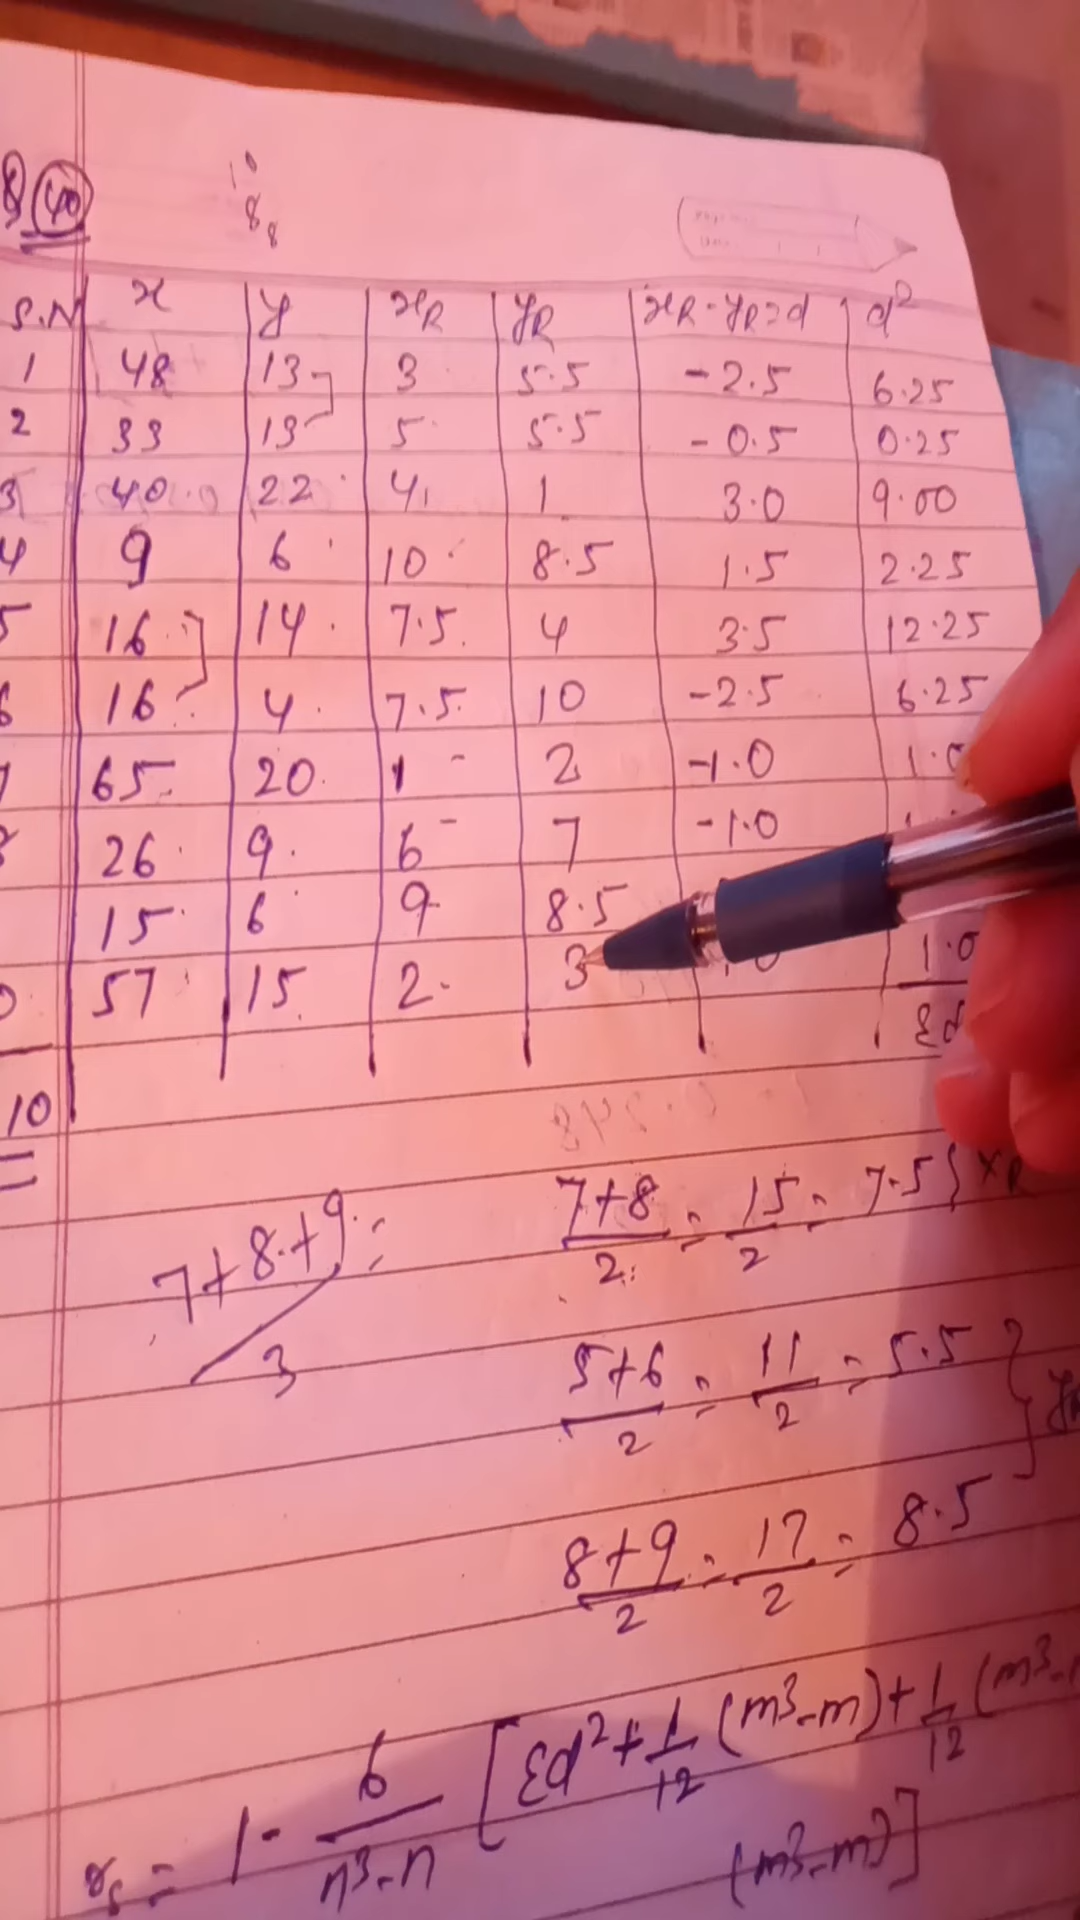 Q 40
10
8
8
S.N x y xR yR xR - yR = d d²
1 48 13 3 5.5 -2.5 6.25
2 33 13 5 5.5 -0.5 0.25
3 40 22 4 1 3.0 9.00
4 9 6 10 8.5 1.5 2.25
5 16 14 7.5 4 3.5 12.25
6 16 4 7.5 10 -2.5 6.25
65 20 1 2 -1.0 1.0
26 9 6 7 -1.0
15 6 9 8.5
57 15 2 3 1.0
10
7+8+9 =
3
7+8 = 15 = 7.5 } xR
2 2
5+6 = 11 = 5.5
2 2
8+9 = 17 = 8.5
2 2
rs = 1 - 6 / n³-n [ Σd² + 1/12 (m³-m) + 1/12 (m³-
(m³-m) ]